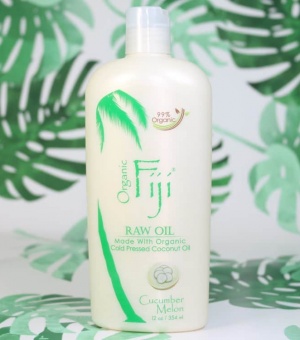 99%
Organic
Organic
Fiji
RAW OIL
Made With Organic
Cold Pressed Coconut Oil
Cucumber
Melon
12 oz / 354 ml